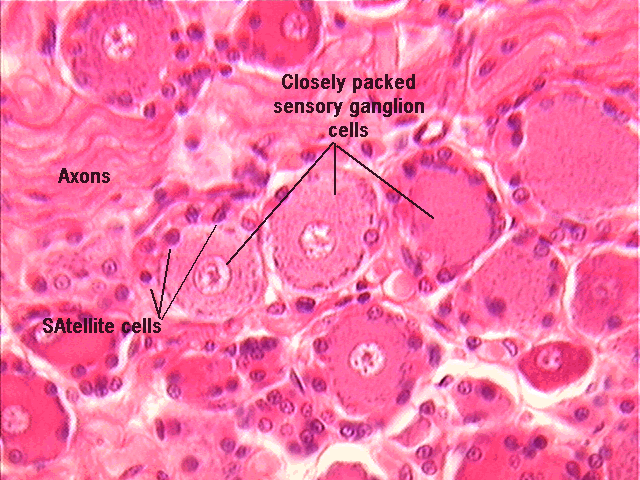 Closely packed
sensory ganglion
cells
Axons
SAtellite cells